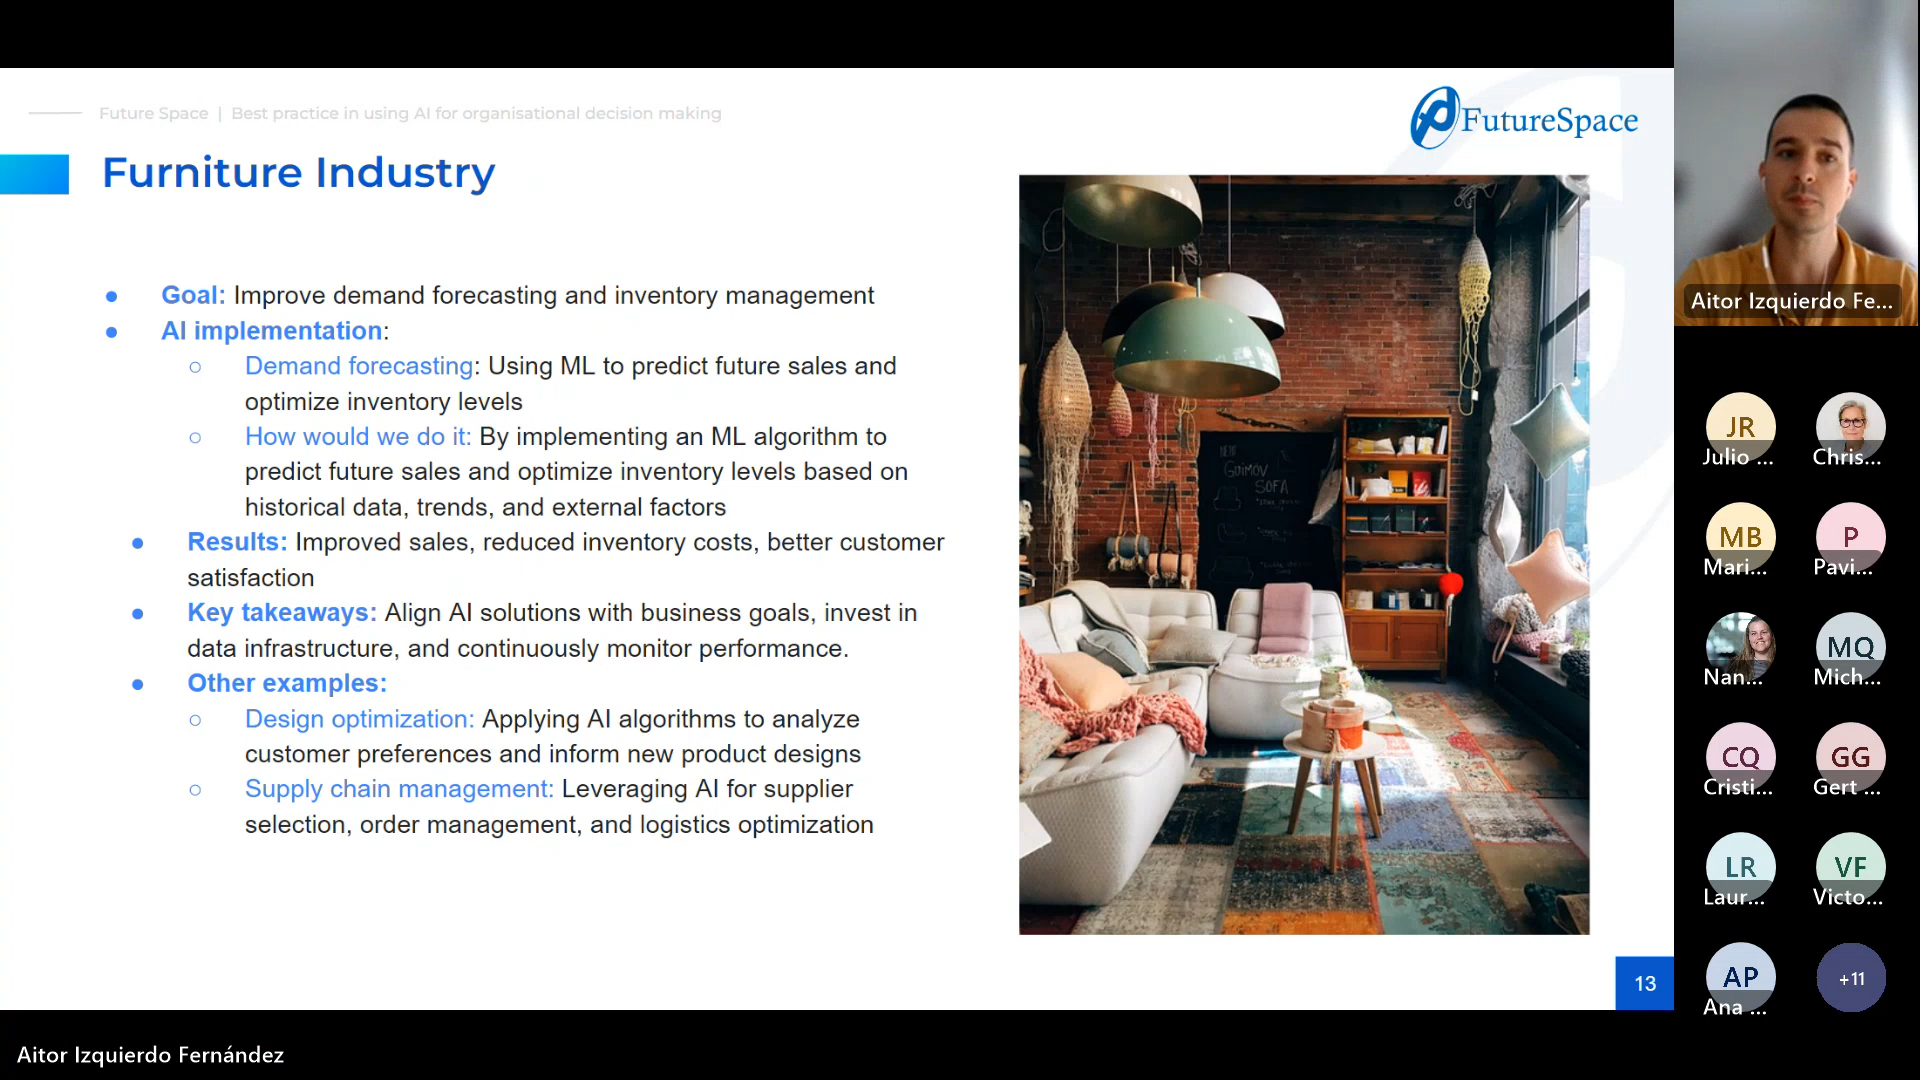 Future Space | Best practice in using AI for organisational decision making
FutureSpace
Furniture Industry
● Goal: Improve demand forecasting and inventory management
● AI implementation:
○ Demand forecasting: Using ML to predict future sales and
optimize inventory levels
○ How would we do it: By implementing an ML algorithm to
predict future sales and optimize inventory levels based on
historical data, trends, and external factors
● Results: Improved sales, reduced inventory costs, better customer
satisfaction
● Key takeaways: Align AI solutions with business goals, invest in
data infrastructure, and continuously monitor performance.
● Other examples:
○ Design optimization: Applying AI algorithms to analyze
customer preferences and inform new product designs
○ Supply chain management: Leveraging AI for supplier
selection, order management, and logistics optimization
SOFA
13
Aitor Izquierdo Fernández
Aitor Izquierdo Fe...
JR
Julio ...
Chris...
MB
Mari...
P
Pavi...
Nan...
MQ
Mich...
CQ
Cristi...
GG
Gert ...
LR
Laur...
VF
Victo...
AP
Ana ...
+11